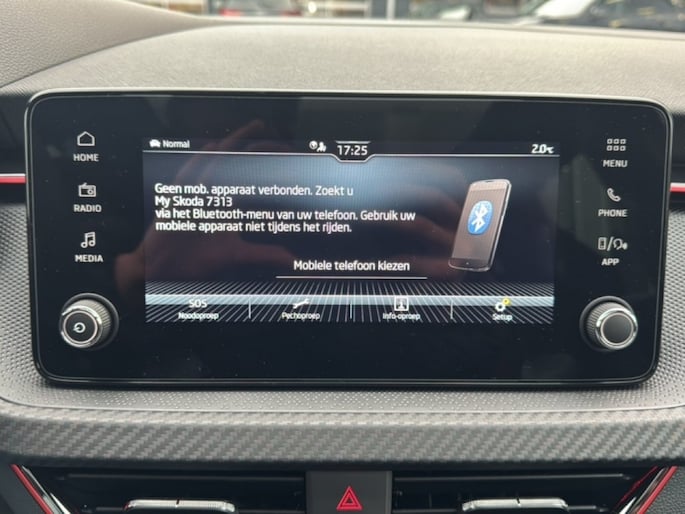 Normal
17:25
2.0°C
HOME
RADIO
MEDIA
Geen mob. apparaat verbonden. Zoekt u
My Skoda 7313
via het Bluetooth-menu van uw telefoon. Gebruik uw
mobiele apparaat niet tijdens het rijden.
Mobiele telefoon kiezen
SOS
Noodoproep
Pechoproep
Info-oproep
Setup
MENU
PHONE
APP